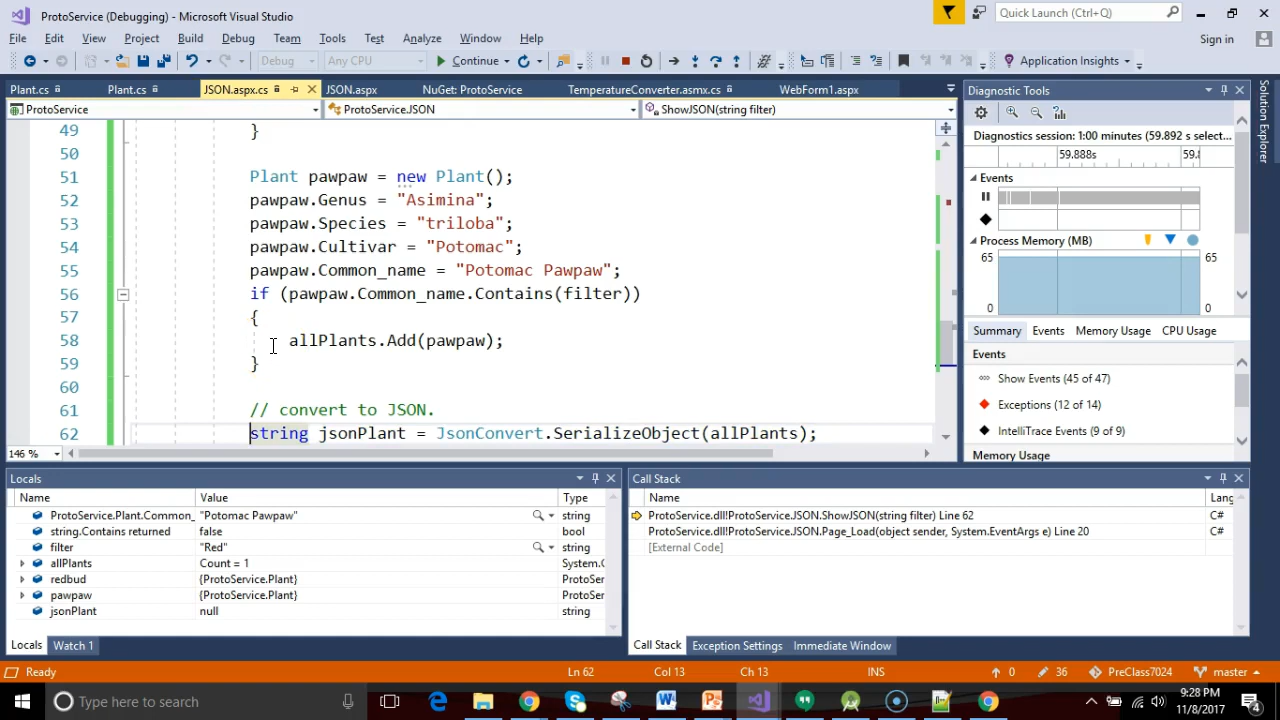 ProtoService (Debugging) - Microsoft Visual Studio
Quick Launch (Ctrl+Q)
File Edit View Project Build Debug Team Tools Test Analyze Window Help
Sign in
Debug Any CPU Continue Application Insights
Plant.cs Plant.cs JSON.aspx.cs JSON.aspx NuGet: ProtoService TemperatureConverter.asmx.cs WebForm1.aspx
ProtoService ProtoService.JSON ShowJSON(string filter)
49 }
50
51 Plant pawpaw = new Plant();
52 pawpaw.Genus = "Asimina";
53 pawpaw.Species = "triloba";
54 pawpaw.Cultivar = "Potomac";
55 pawpaw.Common_name = "Potomac Pawpaw";
56 if (pawpaw.Common_name.Contains(filter))
57 {
58 allPlants.Add(pawpaw);
59 }
60
61 // convert to JSON.
62 string jsonPlant = JsonConvert.SerializeObject(allPlants);
146 %
Diagnostic Tools
Diagnostics session: 1:00 minutes (59.892 s select...
59.888s 59.
Events
Process Memory (MB)
65 65
0 0
Summary Events Memory Usage CPU Usage
Events
Show Events (45 of 47)
Exceptions (12 of 14)
IntelliTrace Events (9 of 9)
Memory Usage
Solution Explorer
Locals
Name Value Type
ProtoService.Plant.Common_ "Potomac Pawpaw" string
string.Contains returned false bool
filter "Red" string
allPlants Count = 1 System.C
redbud {ProtoService.Plant} ProtoSer
pawpaw {ProtoService.Plant} ProtoSer
jsonPlant null string
Locals Watch 1
Call Stack
Name Lang
ProtoService.dll!ProtoService.JSON.ShowJSON(string filter) Line 62 C#
ProtoService.dll!ProtoService.JSON.Page_Load(object sender, System.EventArgs e) Line 20 C#
[External Code]
Call Stack Exception Settings Immediate Window
Ready Ln 62 Col 13 Ch 13 INS 0 36 PreClass7024 master
Type here to search
9:28 PM
11/8/2017
4